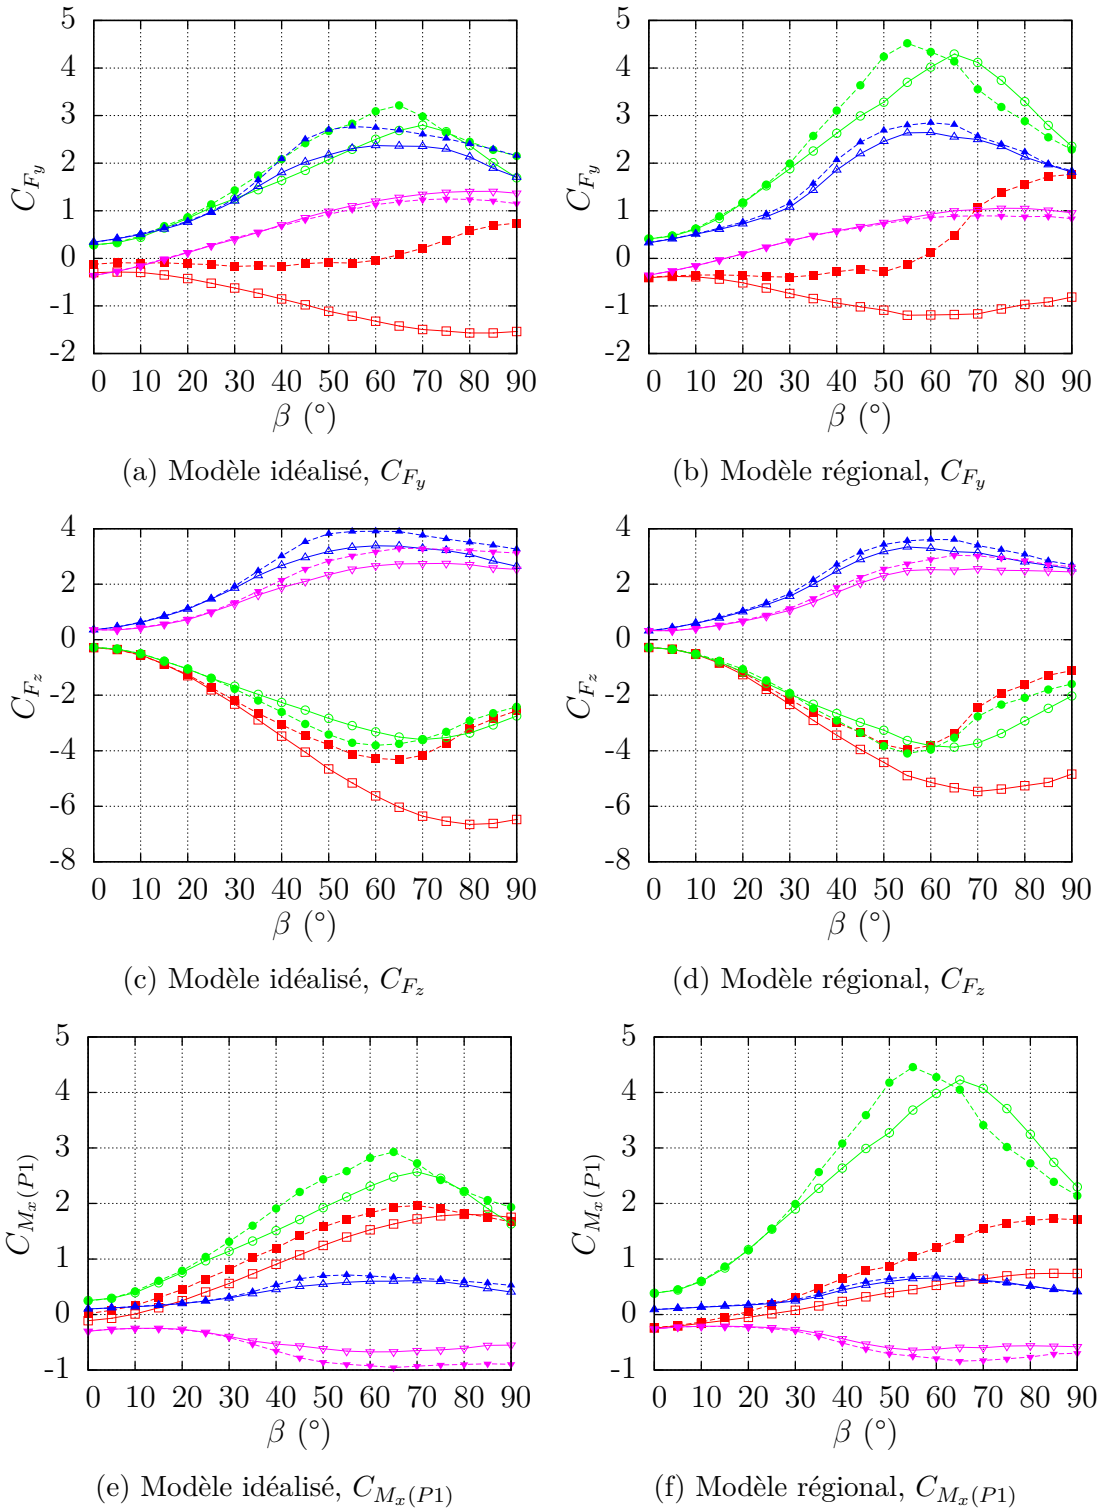 5
4
3
2
1
0
-1
-2
C_{F_y}
0 10 20 30 40 50 60 70 80 90
β (°)
(a) Modèle idéalisé, C_{F_y}
5
4
3
2
1
0
-1
-2
C_{F_y}
0 10 20 30 40 50 60 70 80 90
β (°)
(b) Modèle régional, C_{F_y}
4
2
0
-2
-4
-6
-8
C_{F_z}
0 10 20 30 40 50 60 70 80 90
β (°)
(c) Modèle idéalisé, C_{F_z}
4
2
0
-2
-4
-6
-8
C_{F_z}
0 10 20 30 40 50 60 70 80 90
β (°)
(d) Modèle régional, C_{F_z}
5
4
3
2
1
0
-1
C_{M_x(P1)}
0 10 20 30 40 50 60 70 80 90
β (°)
(e) Modèle idéalisé, C_{M_x(P1)}
5
4
3
2
1
0
-1
C_{M_x(P1)}
0 10 20 30 40 50 60 70 80 90
β (°)
(f) Modèle régional, C_{M_x(P1)}